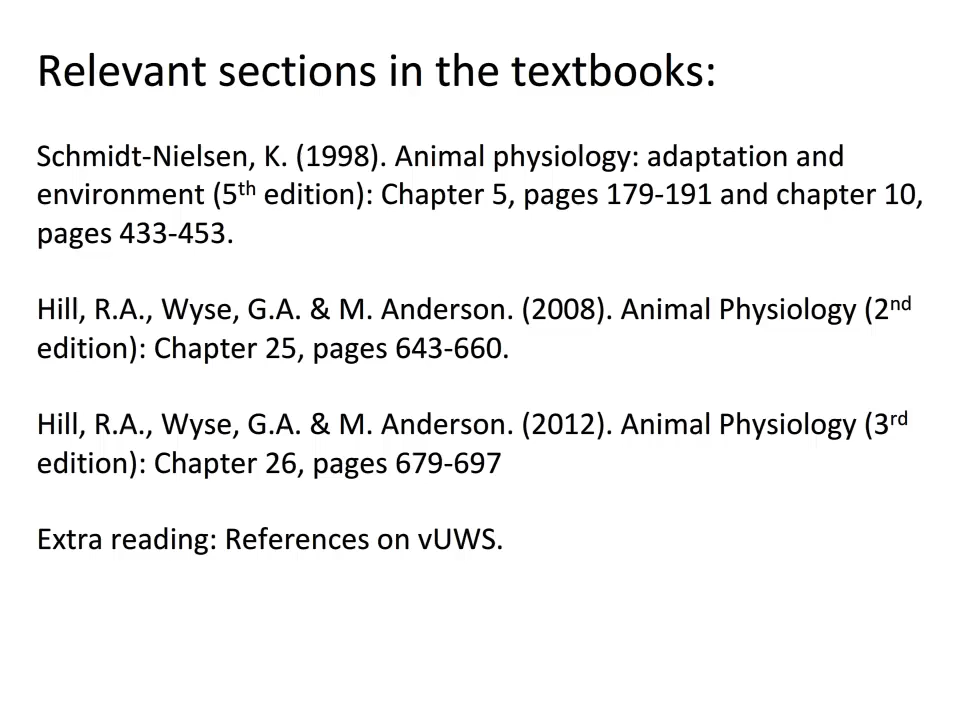 Relevant sections in the textbooks:
Schmidt-Nielsen, K. (1998). Animal physiology: adaptation and
environment (5th edition): Chapter 5, pages 179-191 and chapter 10,
pages 433-453.
Hill, R.A., Wyse, G.A. & M. Anderson. (2008). Animal Physiology (2nd
edition): Chapter 25, pages 643-660.
Hill, R.A., Wyse, G.A. & M. Anderson. (2012). Animal Physiology (3rd
edition): Chapter 26, pages 679-697
Extra reading: References on vUWS.